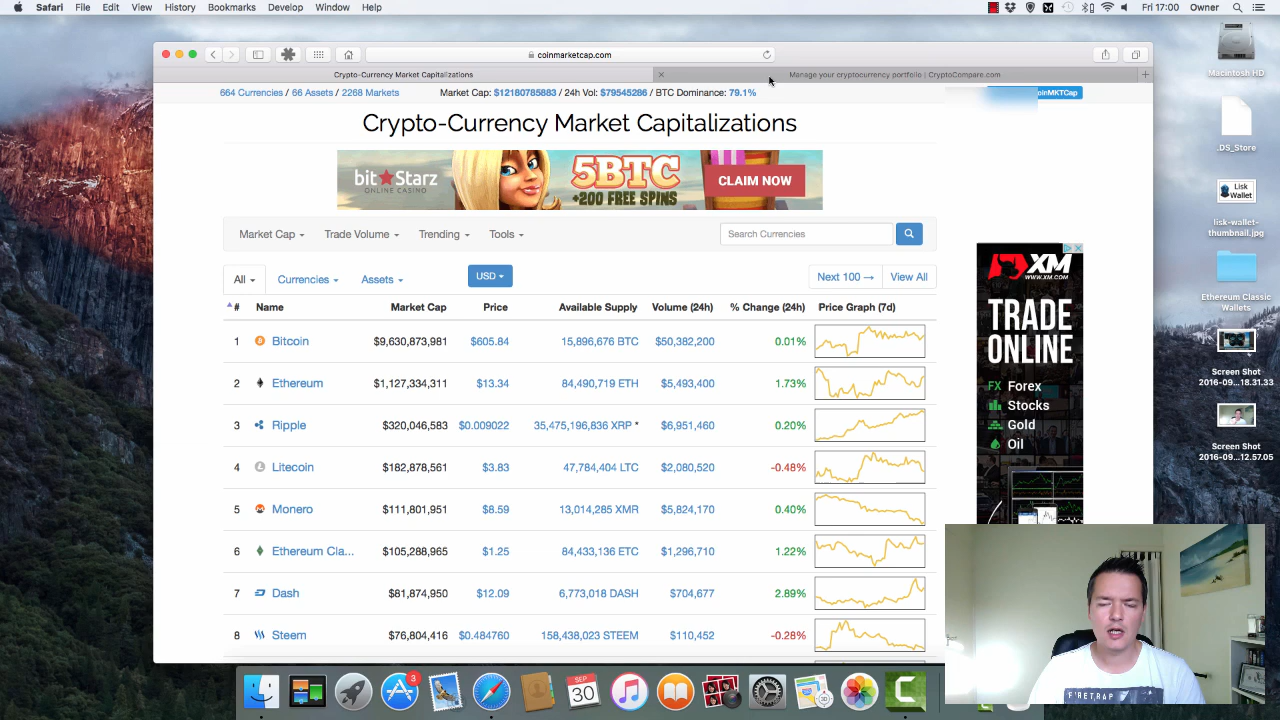 Safari File Edit View History Bookmarks Develop Window Help Fri 17:00 Owner
coinmarketcap.com
Crypto-Currency Market Capitalizations Manage your cryptocurrency portfolio | CryptoCompare.com
664 Currencies / 66 Assets / 2268 Markets Market Cap: $12180785883 / 24h Vol: $79545286 / BTC Dominance: 79.1% oinMKTCap
Crypto-Currency Market Capitalizations
bitStarz ONLINE CASINO 5BTC +200 FREE SPINS CLAIM NOW
Market Cap Trade Volume Trending Tools Search Currencies
All Currencies Assets USD Next 100 → View All
# Name Market Cap Price Available Supply Volume (24h) % Change (24h) Price Graph (7d)
1 Bitcoin $9,630,873,981 $605.84 15,896,676 BTC $50,382,200 0.01%
2 Ethereum $1,127,334,311 $13.34 84,490,719 ETH $5,493,400 1.73%
3 Ripple $320,046,583 $0.009022 35,475,196,836 XRP * $6,951,460 0.20%
4 Litecoin $182,878,561 $3.83 47,784,404 LTC $2,080,520 -0.48%
5 Monero $111,801,951 $8.59 13,014,285 XMR $5,824,170 0.40%
6 Ethereum Cla... $105,288,965 $1.25 84,433,136 ETC $1,296,710 1.22%
7 Dash $81,874,950 $12.09 6,773,018 DASH $704,677 2.89%
8 Steem $76,804,416 $0.484760 158,438,023 STEEM $110,452 -0.28%
XM
WWW.XM.COM
TRADE
ONLINE
FX Forex
Stocks
Gold
Oil
Macintosh HD
.DS_Store
Lisk
Wallet
lisk-wallet-
thumbnail.jpg
Ethereum Classic
Wallets
Screen Shot
2016-09...18.31.33
Screen Shot
2016-09...12.57.05
3
SEP
30
FIRETRAP